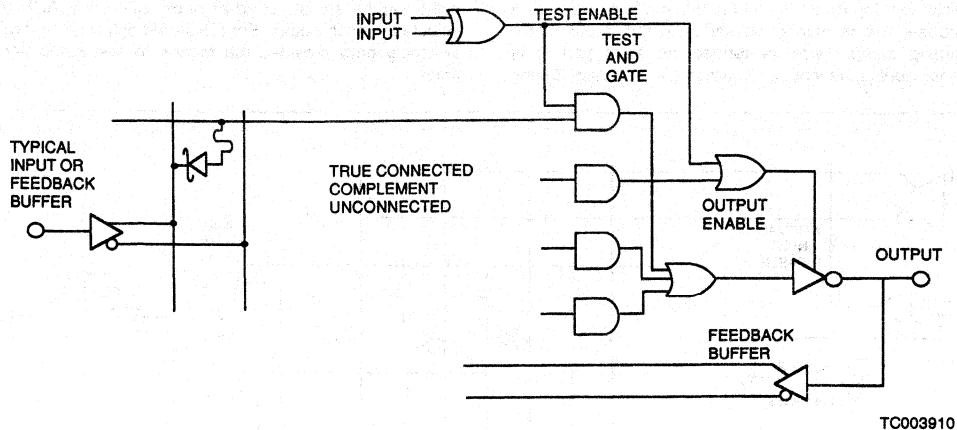 INPUT
INPUT
TEST ENABLE
TEST
AND
GATE
TYPICAL
INPUT OR
FEEDBACK
BUFFER
TRUE CONNECTED
COMPLEMENT
UNCONNECTED
OUTPUT
ENABLE
OUTPUT
FEEDBACK
BUFFER
TC003910